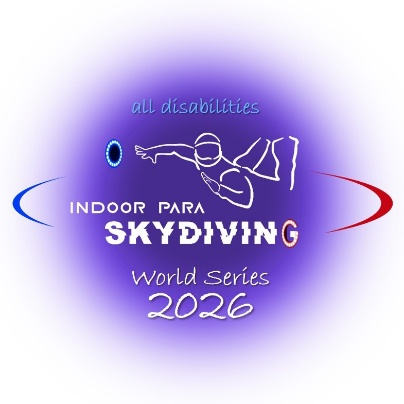 all disabilities
INDOOR PARA
SKYDIVING
World Series
2026